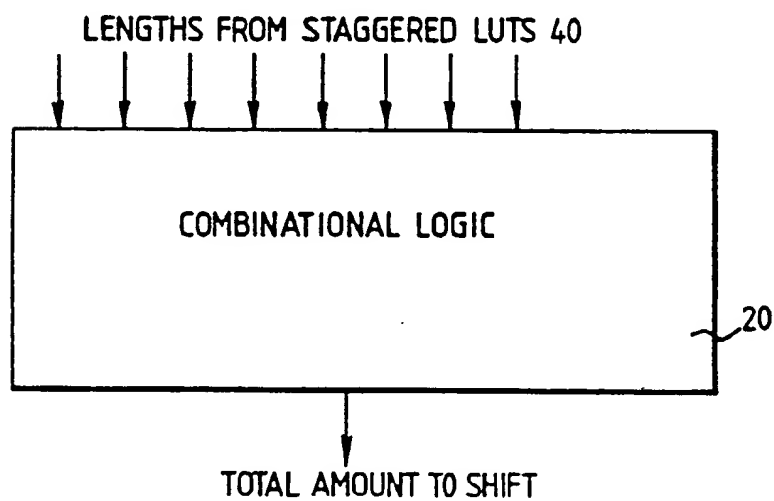 LENGTHS FROM STAGGERED LUTS 40
COMBINATIONAL LOGIC
20
TOTAL AMOUNT TO SHIFT